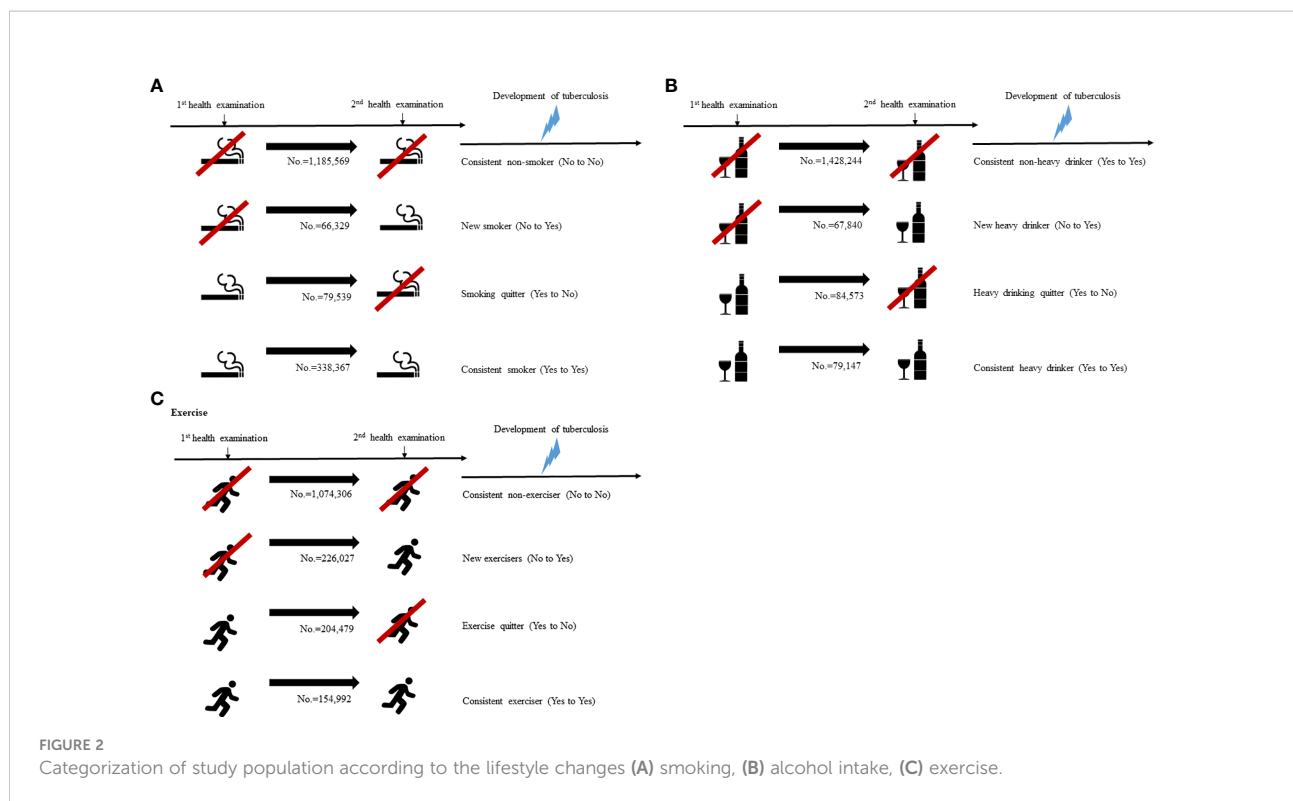 A
1st health examination
2nd health examination
Development of tuberculosis
No.=1,185,569
Consistent non-smoker (No to No)
No.=66,329
New smoker (No to Yes)
No.=79,539
Smoking quitter (Yes to No)
No.=338,367
Consistent smoker (Yes to Yes)
B
1st health examination
2nd health examination
Development of tuberculosis
No.=1,428,244
Consistent non-heavy drinker (Yes to Yes)
No.=67,840
New heavy drinker (No to Yes)
No.=84,573
Heavy drinking quitter (Yes to No)
No.=79,147
Consistent heavy drinker (Yes to Yes)
C
Exercise
1st health examination
2nd health examination
Development of tuberculosis
No.=1,074,306
Consistent non-exerciser (No to No)
No.=226,027
New exercisers (No to Yes)
No.=204,479
Exercise quitter (Yes to No)
No.=154,992
Consistent exerciser (Yes to Yes)
FIGURE 2
Categorization of study population according to the lifestyle changes (A) smoking, (B) alcohol intake, (C) exercise.